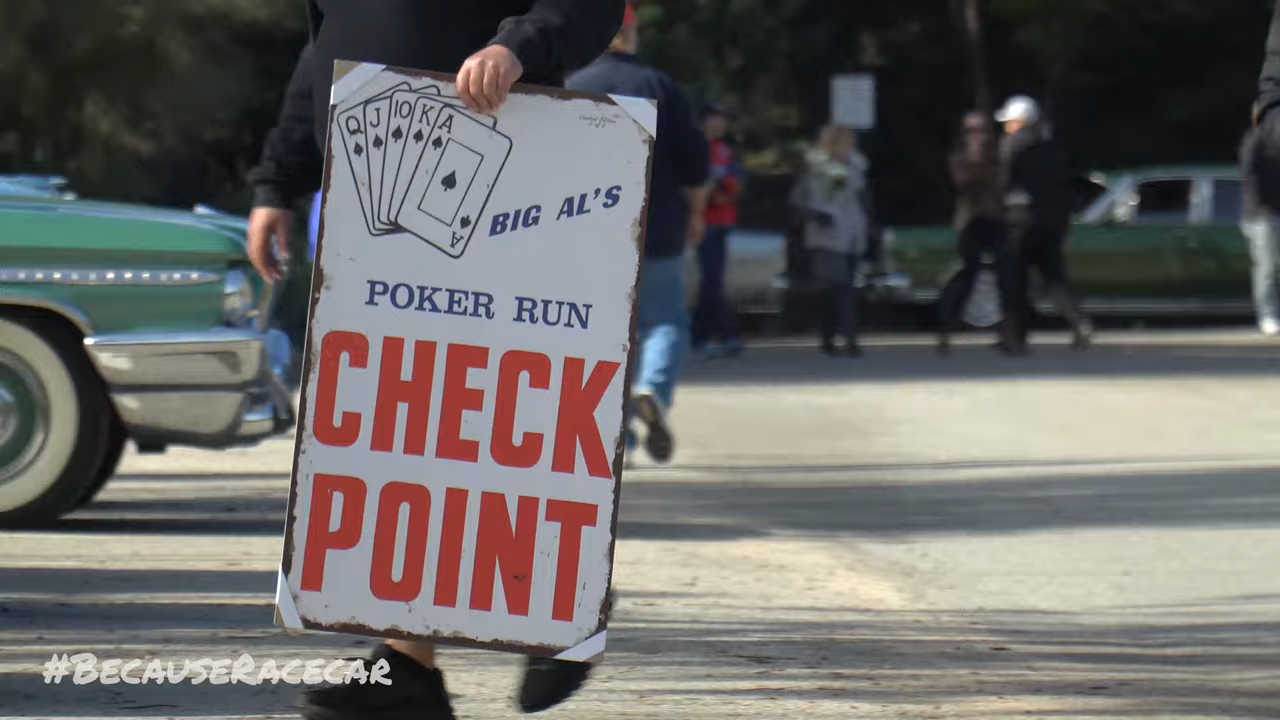 Q J 10 K A
A
BIG AL'S
POKER RUN
CHECK
POINT
#BecauseRacecar